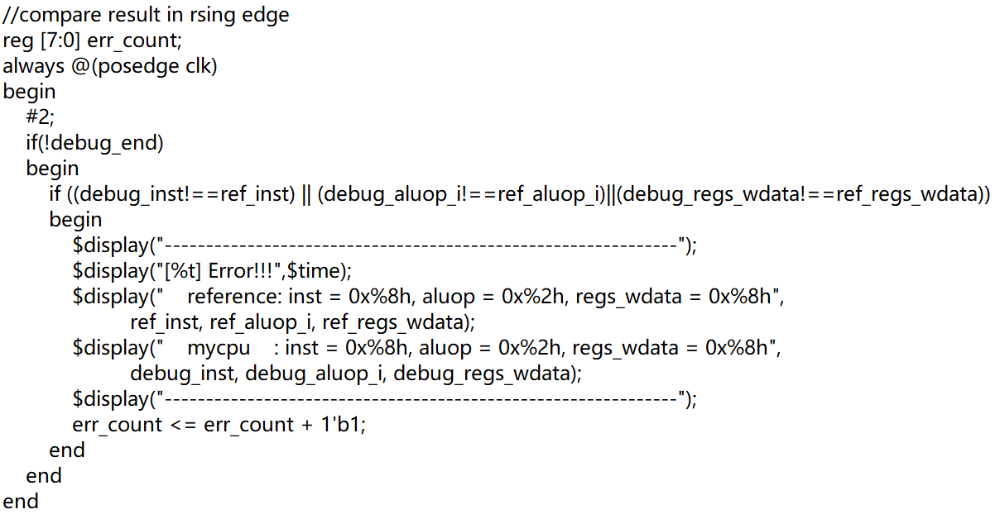 //compare result in rsing edge
reg [7:0] err_count;
always @(posedge clk)
begin
    #2;
    if(!debug_end)
    begin
        if ((debug_inst!==ref_inst) || (debug_aluop_i!==ref_aluop_i)||(debug_regs_wdata!==ref_regs_wdata))
        begin
            $display("--------------------------------------------------------------");
            $display("[%t] Error!!!",$time);
            $display("    reference: inst = 0x%8h, aluop = 0x%2h, regs_wdata = 0x%8h",
                      ref_inst, ref_aluop_i, ref_regs_wdata);
            $display("    mycpu    : inst = 0x%8h, aluop = 0x%2h, regs_wdata = 0x%8h",
                      debug_inst, debug_aluop_i, debug_regs_wdata);
            $display("--------------------------------------------------------------");
            err_count <= err_count + 1'b1;
        end
    end
end